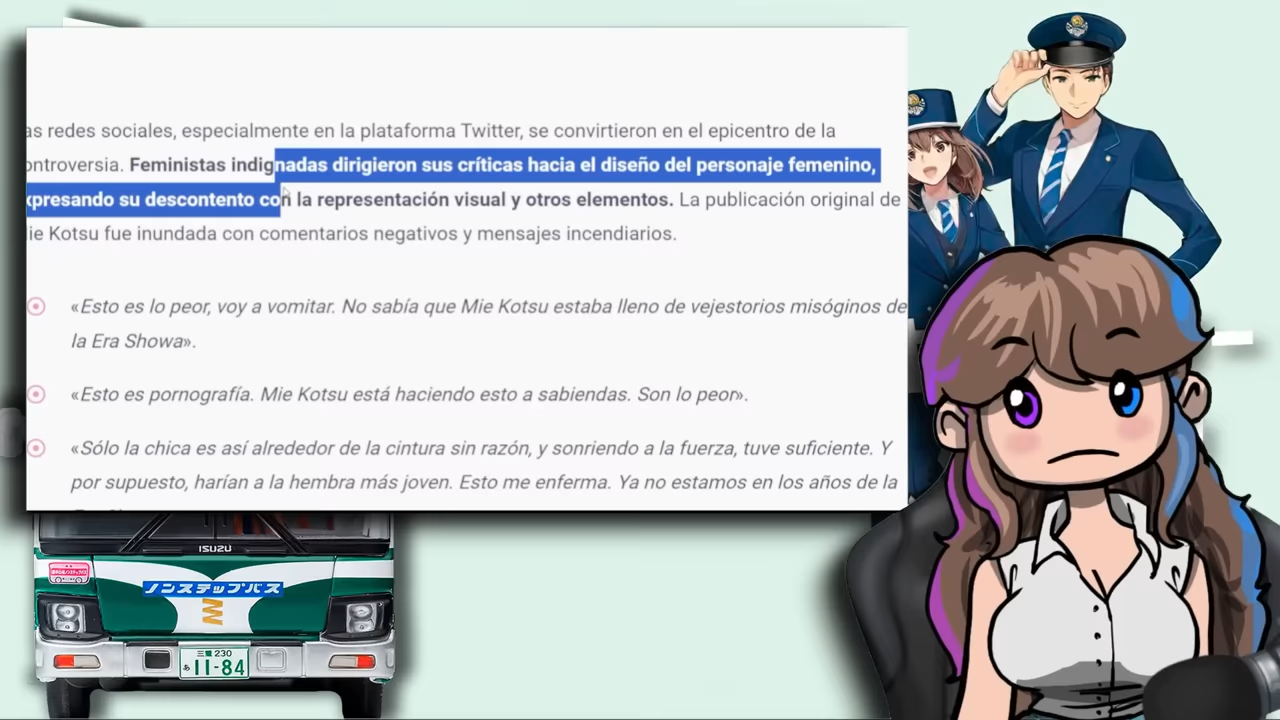 as redes sociales, especialmente en la plataforma Twitter, se convirtieron en el epicentro de la
ontroversia. Feministas indignadas dirigieron sus críticas hacia el diseño del personaje femenino,
xpresando su descontento con la representación visual y otros elementos. La publicación original de
ie Kotsu fue inundada con comentarios negativos y mensajes incendiarios.
«Esto es lo peor, voy a vomitar. No sabía que Mie Kotsu estaba lleno de vejestorios misóginos de
la Era Showa».
«Esto es pornografía. Mie Kotsu está haciendo esto a sabiendas. Son lo peor».
«Sólo la chica es así alrededor de la cintura sin razón, y sonriendo a la fuerza, tuve suficiente. Y
por supuesto, harían a la hembra más joven. Esto me enferma. Ya no estamos en los años de la
ISUZU
ノンステップバス
三重 230
あ 11-84